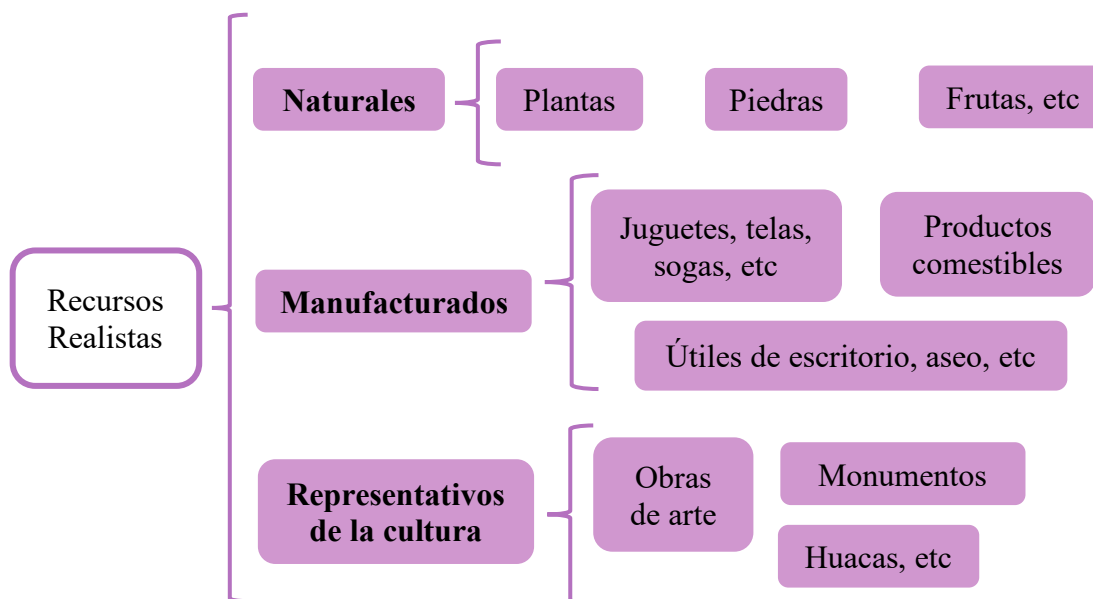 Recursos
Realistas
Naturales
Plantas
Piedras
Frutas, etc
Manufacturados
Juguetes, telas,
sogas, etc
Productos
comestibles
Útiles de escritorio, aseo, etc
Representativos
de la cultura
Obras
de arte
Monumentos
Huacas, etc